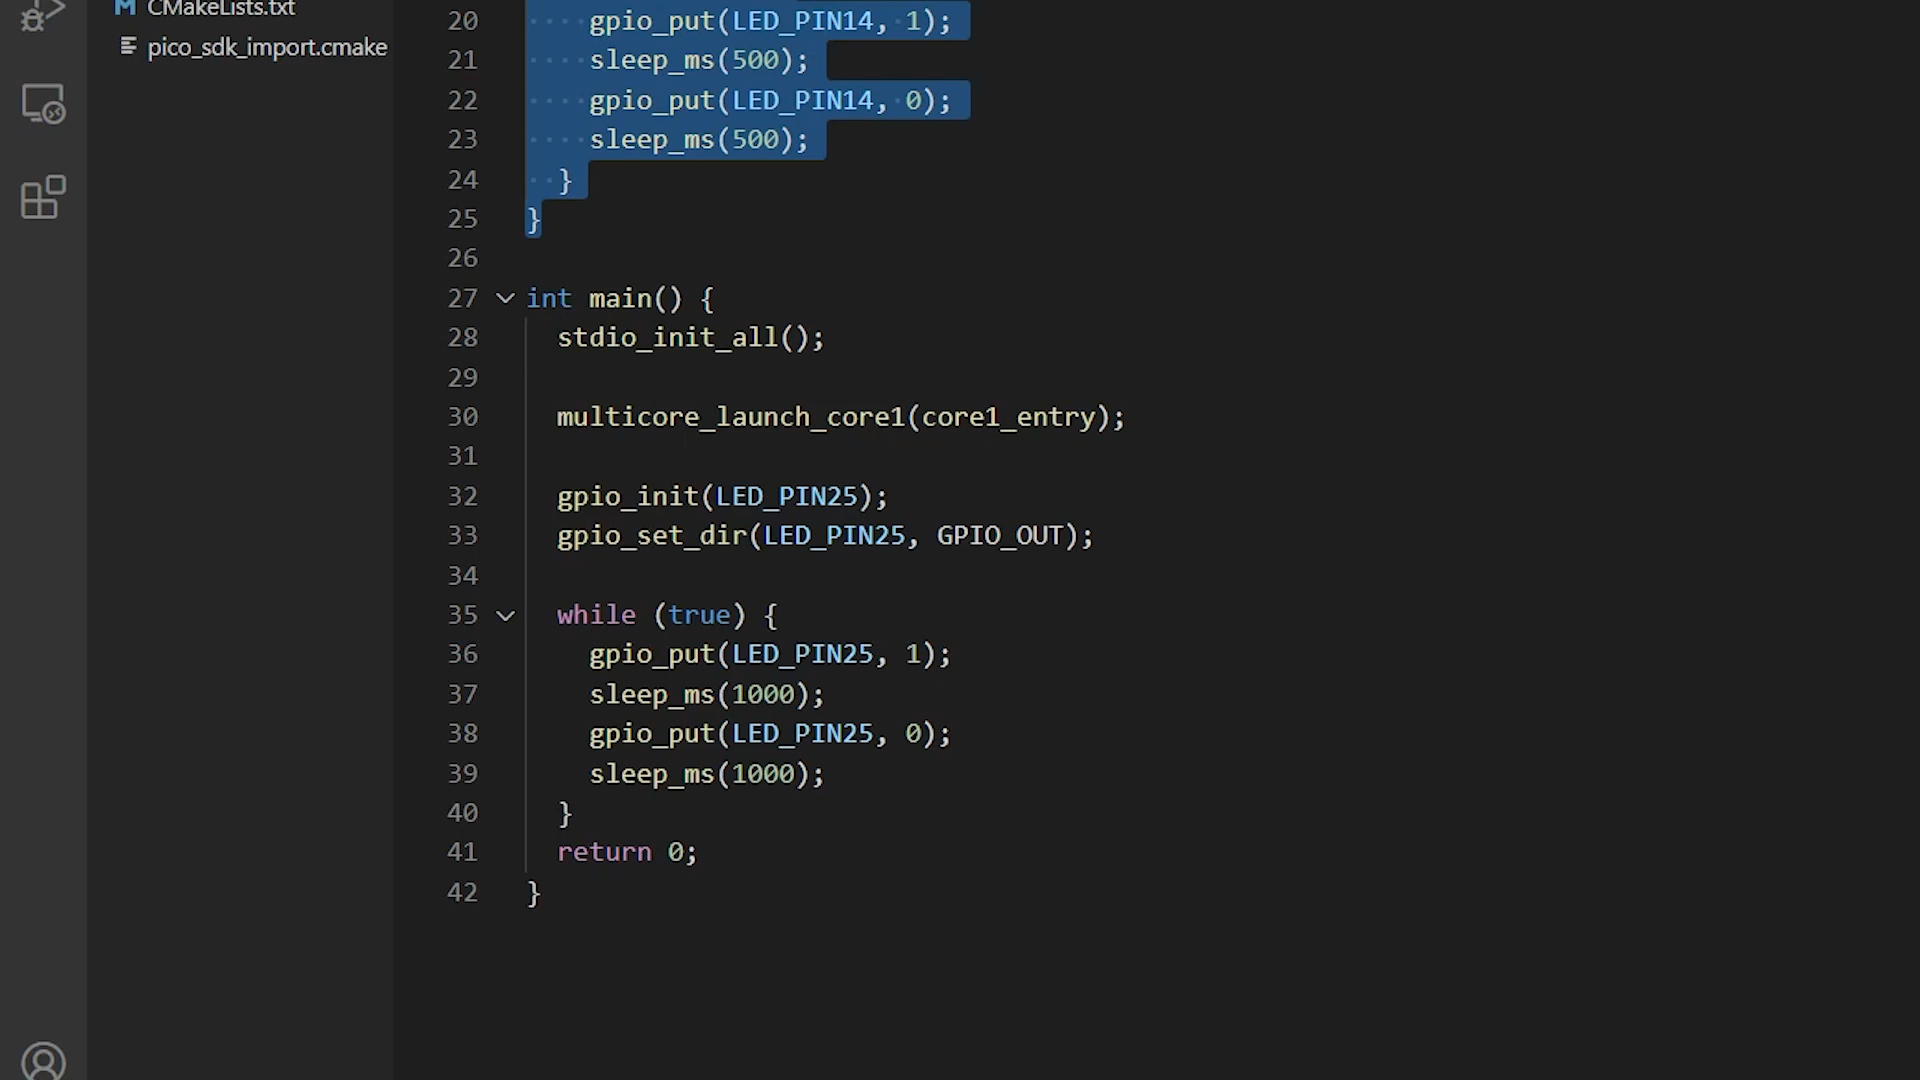 CMakeLists.txt
pico_sdk_import.cmake
20 gpio_put(LED_PIN14, 1);
21 sleep_ms(500);
22 gpio_put(LED_PIN14, 0);
23 sleep_ms(500);
24 }
25 }
26
27 int main() {
28 stdio_init_all();
29
30 multicore_launch_core1(core1_entry);
31
32 gpio_init(LED_PIN25);
33 gpio_set_dir(LED_PIN25, GPIO_OUT);
34
35 while (true) {
36 gpio_put(LED_PIN25, 1);
37 sleep_ms(1000);
38 gpio_put(LED_PIN25, 0);
39 sleep_ms(1000);
40 }
41 return 0;
42 }